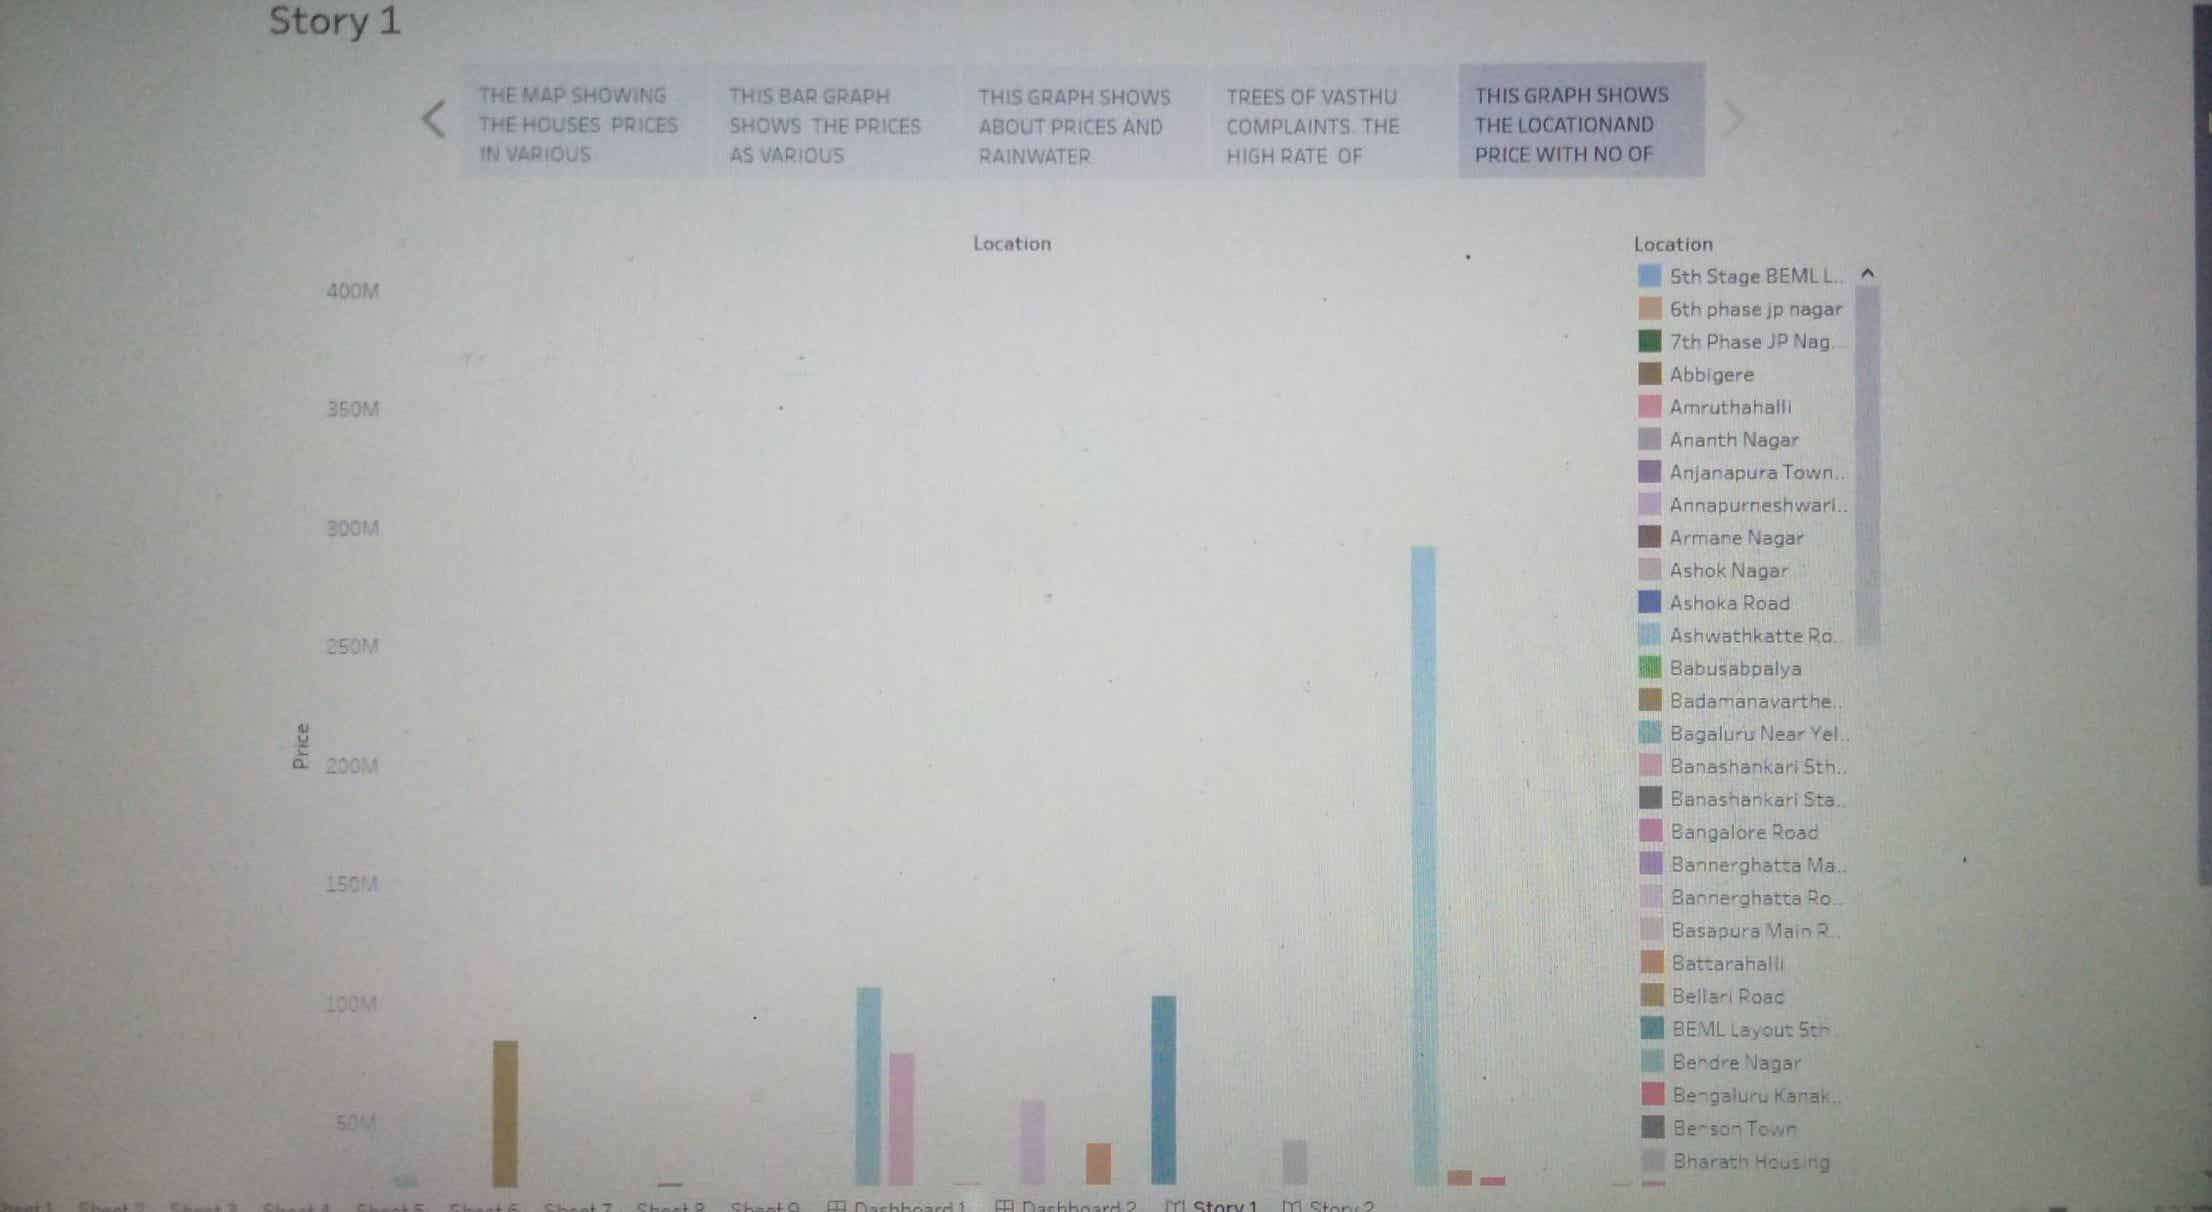 Story 1
THE MAP SHOWING
THE HOUSES PRICES
IN VARIOUS
THIS BAR GRAPH
SHOWS THE PRICES
AS VARIOUS
THIS GRAPH SHOWS
ABOUT PRICES AND
RAINWATER
TREES OF VASTHU
COMPLAINTS. THE
HIGH RATE OF
THIS GRAPH SHOWS
THE LOCATIONAND
PRICE WITH NO OF
Location
400M
350M
300M
250M
200M
150M
100M
50M
Price
Location
5th Stage BEML L..
6th phase jp nagar
7th Phase JP Nag..
Abbigere
Amruthahalli
Ananth Nagar
Anjanapura Town..
Annapurneshwari..
Armane Nagar
Ashok Nagar
Ashoka Road
Ashwathkatte Ro..
Babusabpalya
Badamanavarthe..
Bagaluru Near Yel..
Banashankari 5th..
Banashankari Sta..
Bangalore Road
Bannerghatta Ma..
Bannerghatta Ro..
Basapura Main R..
Battarahalli
Bellari Road
BEML Layout 5th
Bendre Nagar
Bengaluru Kanak..
Benson Town
Bharath Housing
Sheet 1 Sheet 2 Sheet 3 Sheet 4 Sheet 5 Sheet 6 Sheet 7 Sheet 8 Sheet 9 Dashboard 1 Dashboard 2 Story 1 Story 2